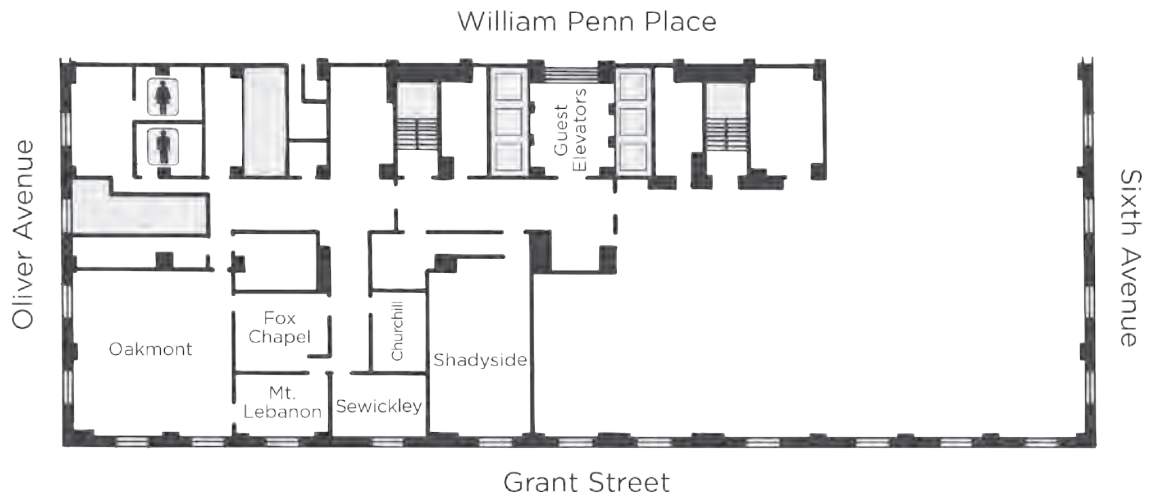 William Penn Place
Guest
Elevators
Oliver Avenue
Sixth Avenue
Fox
Chapel
Churchill
Oakmont
Shadyside
Mt.
Lebanon
Sewickley
Grant Street